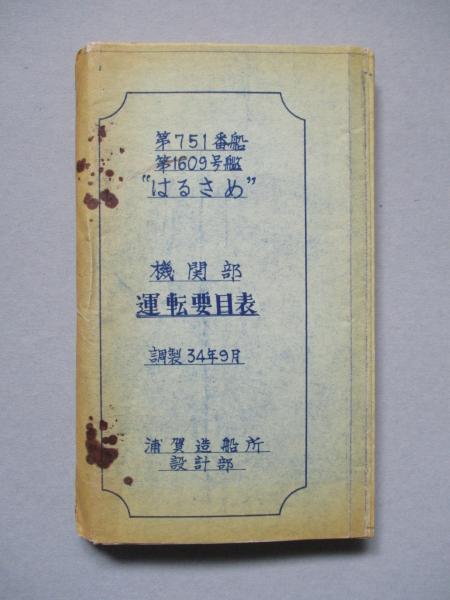 第751番船
第1609号艦
"はるさめ"
機関部
運転要目表
調製34年9月
浦賀造船所
設計部